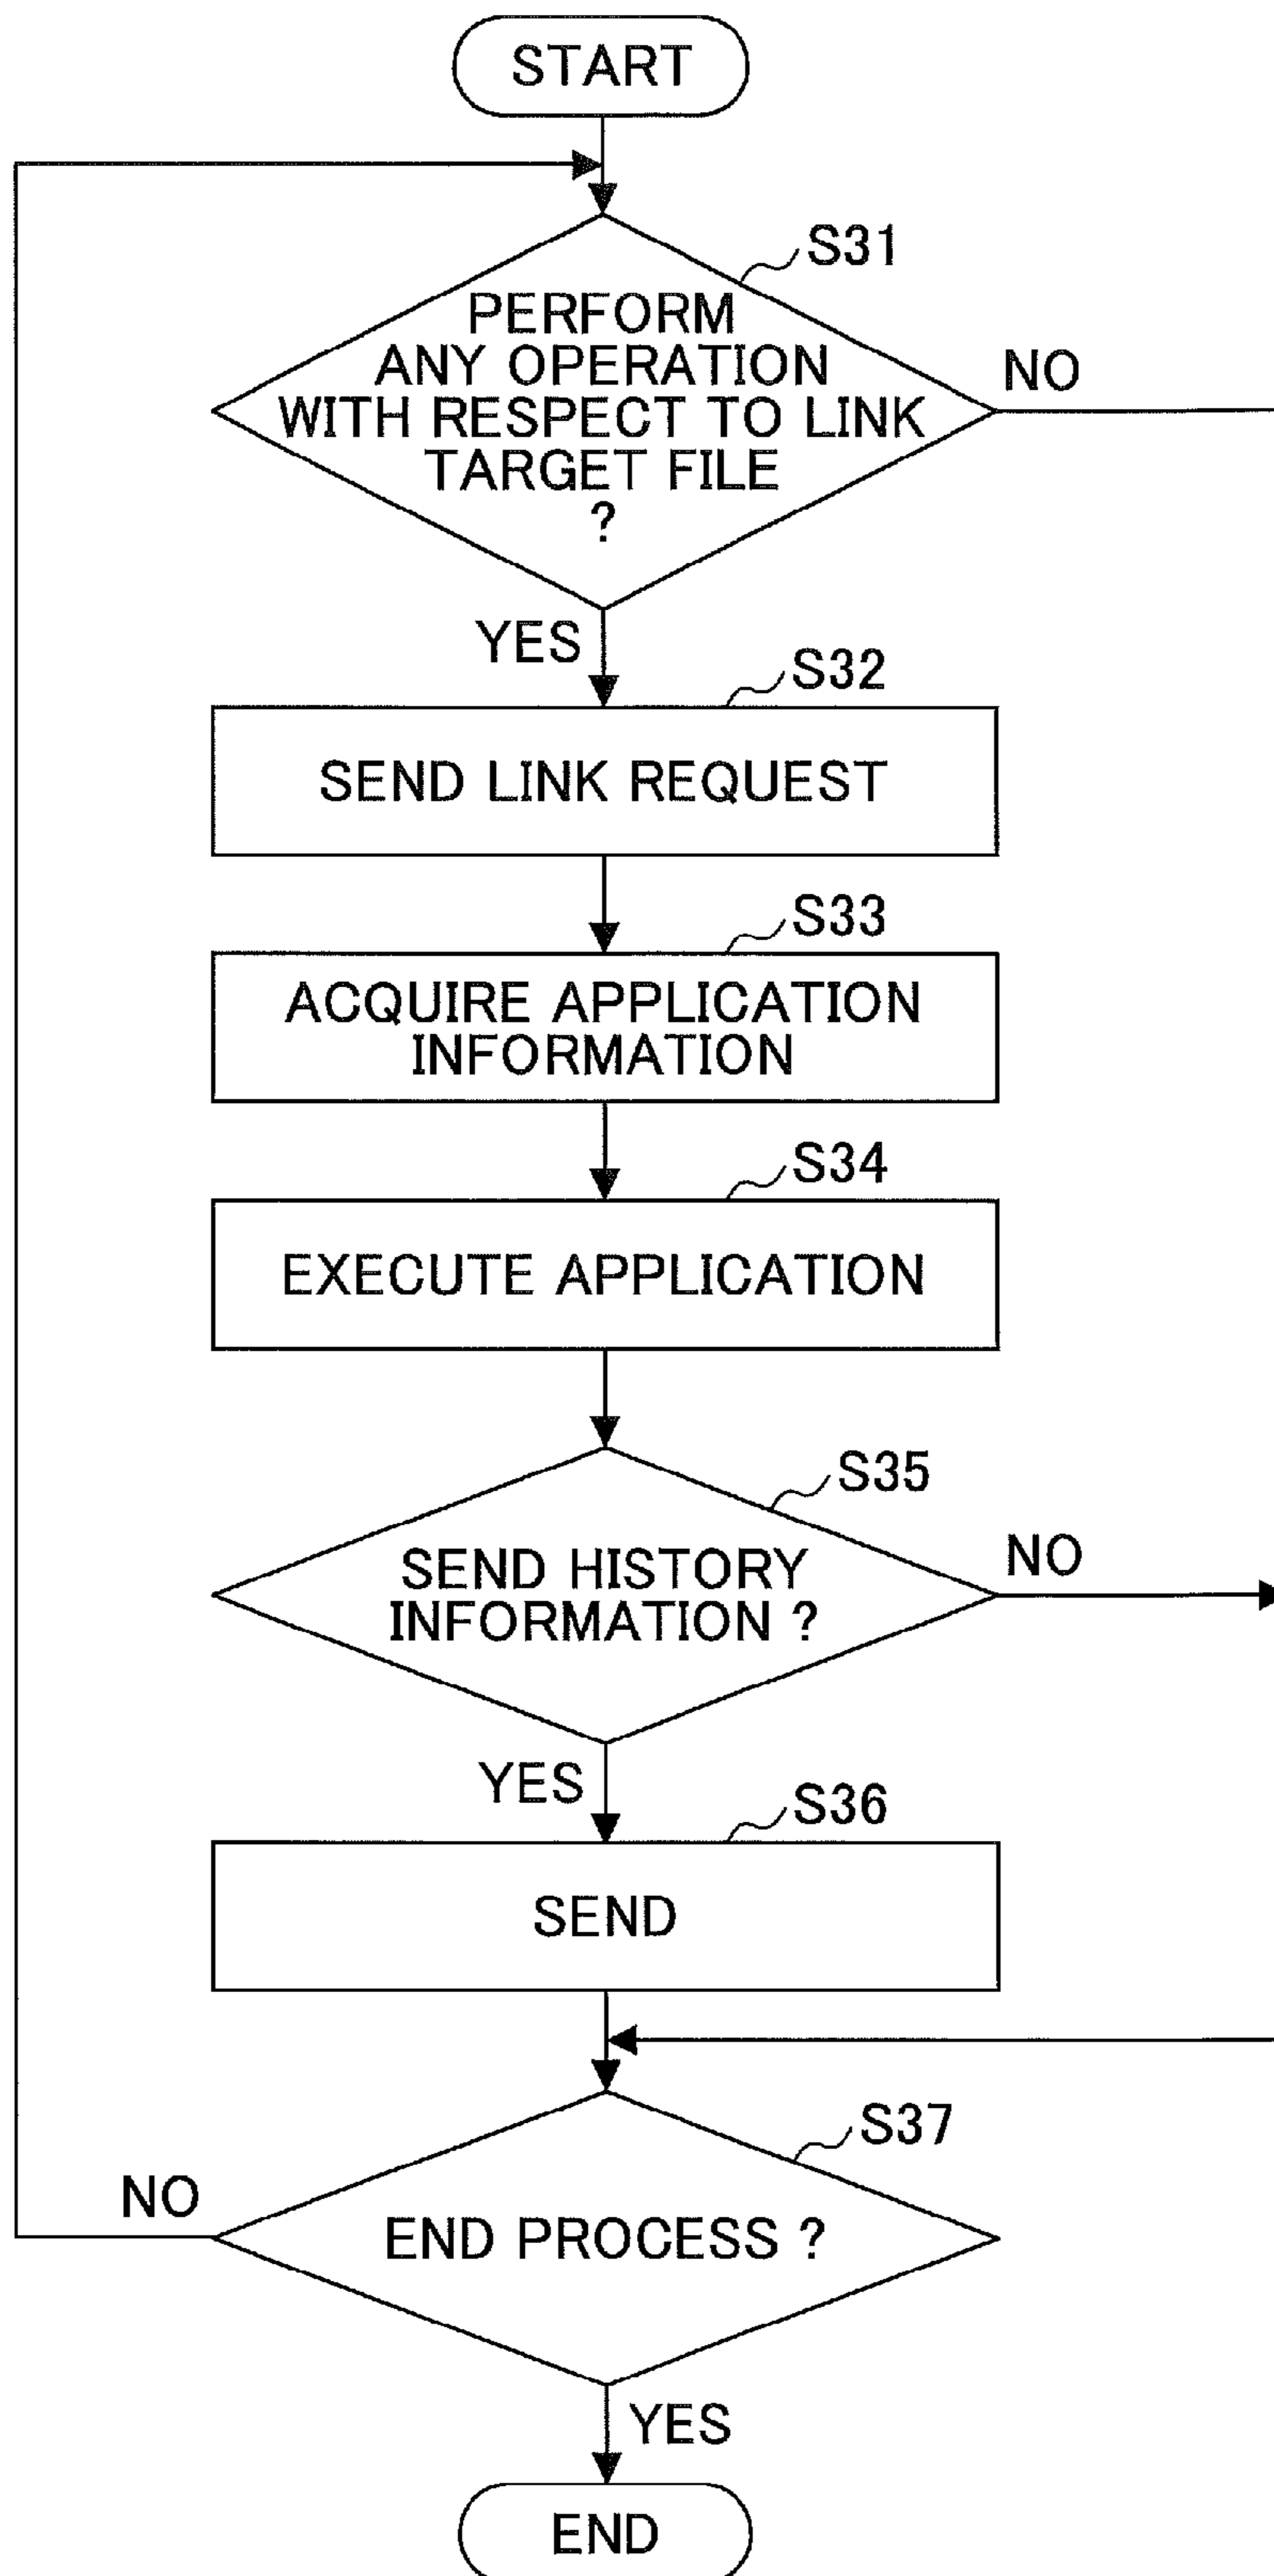 START
S31
PERFORM
ANY OPERATION
WITH RESPECT TO LINK
TARGET FILE
?
NO
YES
S32
SEND LINK REQUEST
S33
ACQUIRE APPLICATION
INFORMATION
S34
EXECUTE APPLICATION
S35
SEND HISTORY
INFORMATION ?
NO
YES
S36
SEND
S37
END PROCESS ?
NO
YES
END